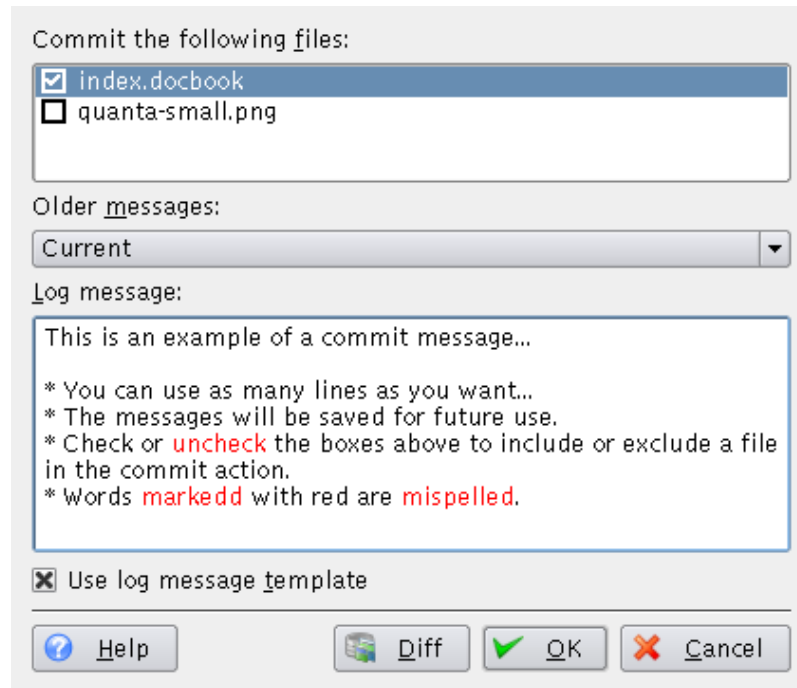 Commit the following files:
index.docbook
quanta-small.png
Older messages:
Current
Log message:
This is an example of a commit message...
* You can use as many lines as you want...
* The messages will be saved for future use.
* Check or uncheck the boxes above to include or exclude a file
in the commit action.
* Words markedd with red are mispelled.
Use log message template
Help Diff OK Cancel